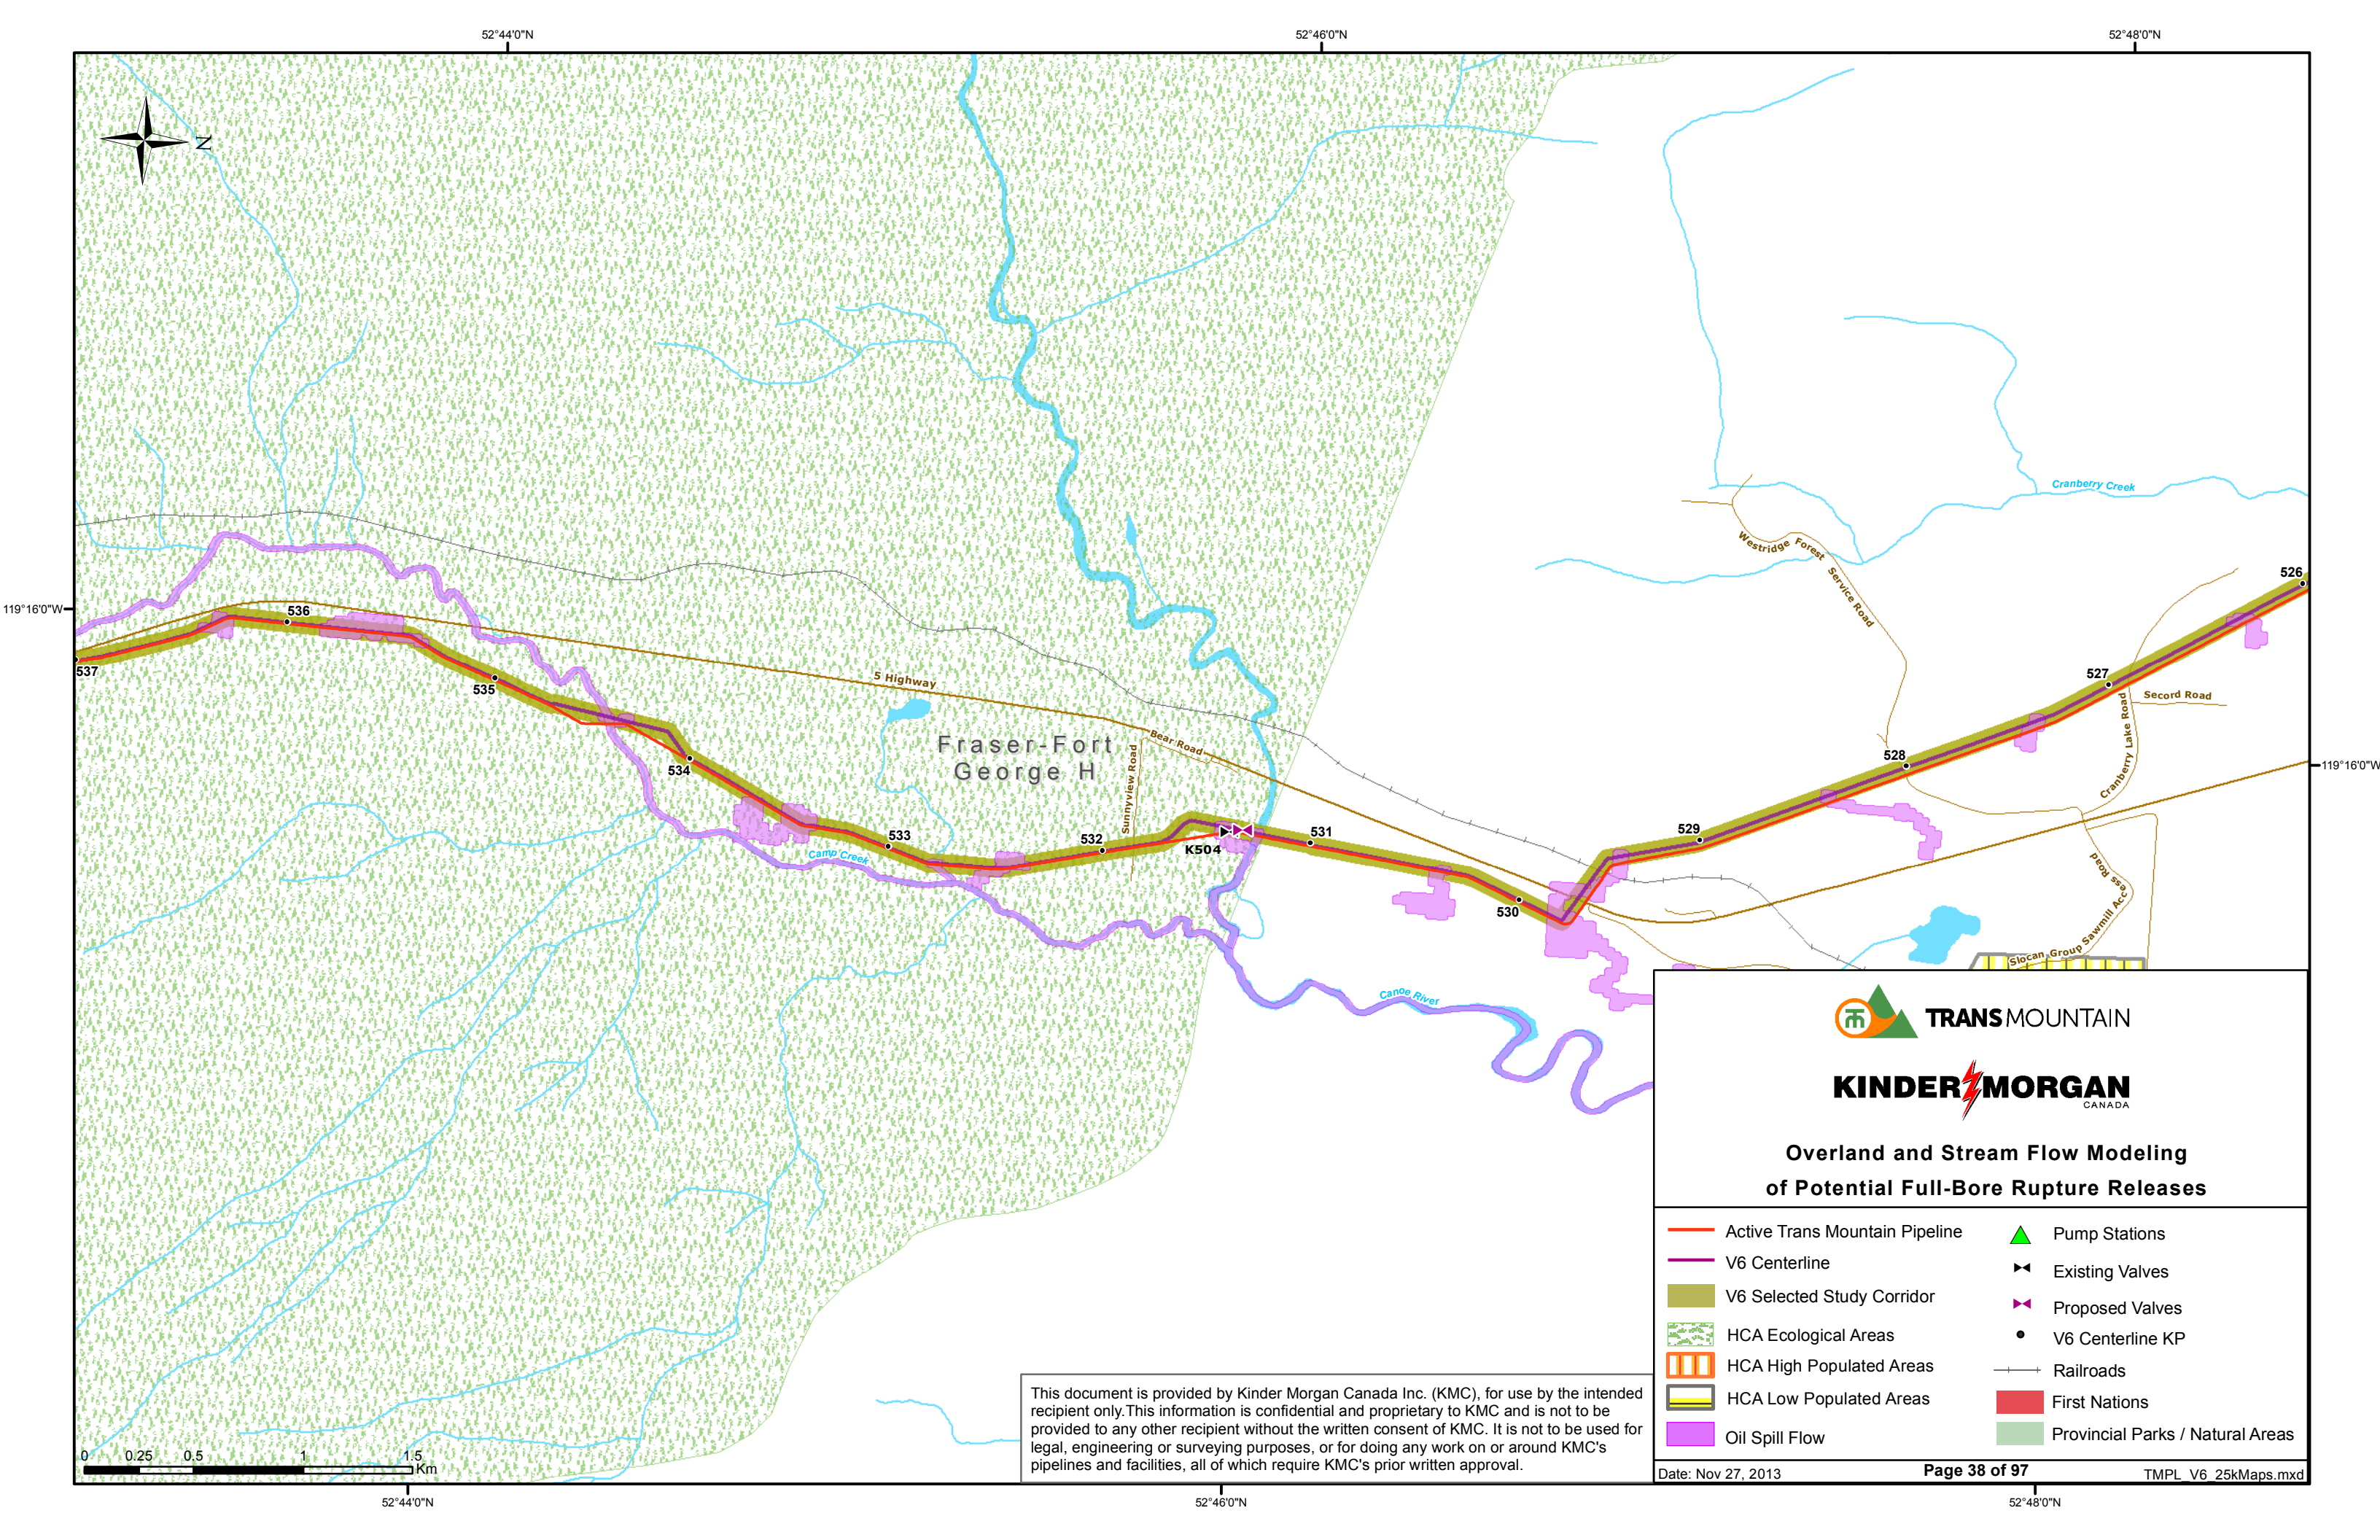 52°44'0"N
52°46'0"N
52°48'0"N
N
Cranberry Creek
Westridge Forest Service Road
526
119°16'0"W
536
537
535
5 Highway
527
Secord Road
Cranberry Lake Road
Fraser-Fort
George H
Bear Road
Sunnyview Road
528
119°16'0"W
534
533
532
K504
531
529
Camp Creek
530
Slocan Group Sawmill Access Road
Canoe River
TRANSMOUNTAIN
KINDER MORGAN
CANADA
Overland and Stream Flow Modeling
of Potential Full-Bore Rupture Releases
Active Trans Mountain Pipeline
V6 Centerline
V6 Selected Study Corridor
HCA Ecological Areas
HCA High Populated Areas
HCA Low Populated Areas
Oil Spill Flow
Pump Stations
Existing Valves
Proposed Valves
V6 Centerline KP
Railroads
First Nations
Provincial Parks / Natural Areas
This document is provided by Kinder Morgan Canada Inc. (KMC), for use by the intended
recipient only.This information is confidential and proprietary to KMC and is not to be
provided to any other recipient without the written consent of KMC. It is not to be used for
legal, engineering or surveying purposes, or for doing any work on or around KMC's
pipelines and facilities, all of which require KMC's prior written approval.
0 0.25 0.5 1 1.5
Km
Date: Nov 27, 2013
Page 38 of 97
TMPL_V6_25kMaps.mxd
52°44'0"N
52°46'0"N
52°48'0"N